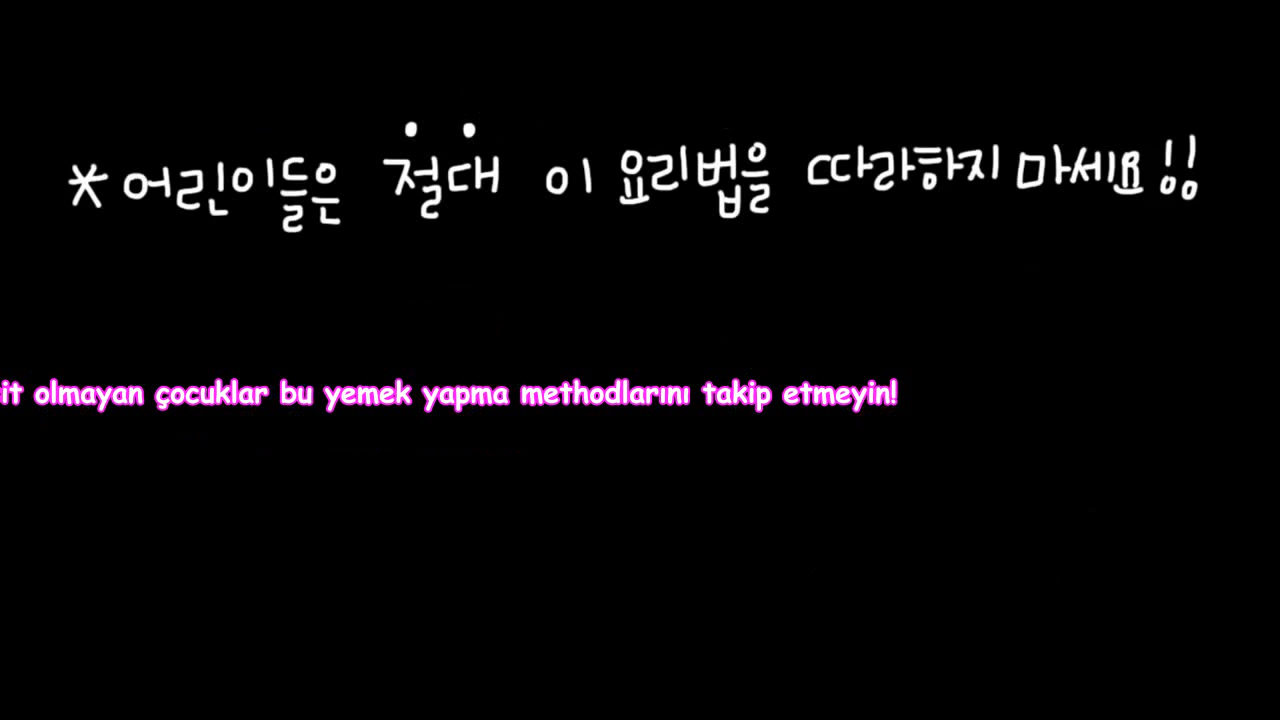 *어린이들은 절대 이 요리법을 따라하지 마세요!!
it olmayan çocuklar bu yemek yapma methodlarını takip etmeyin!